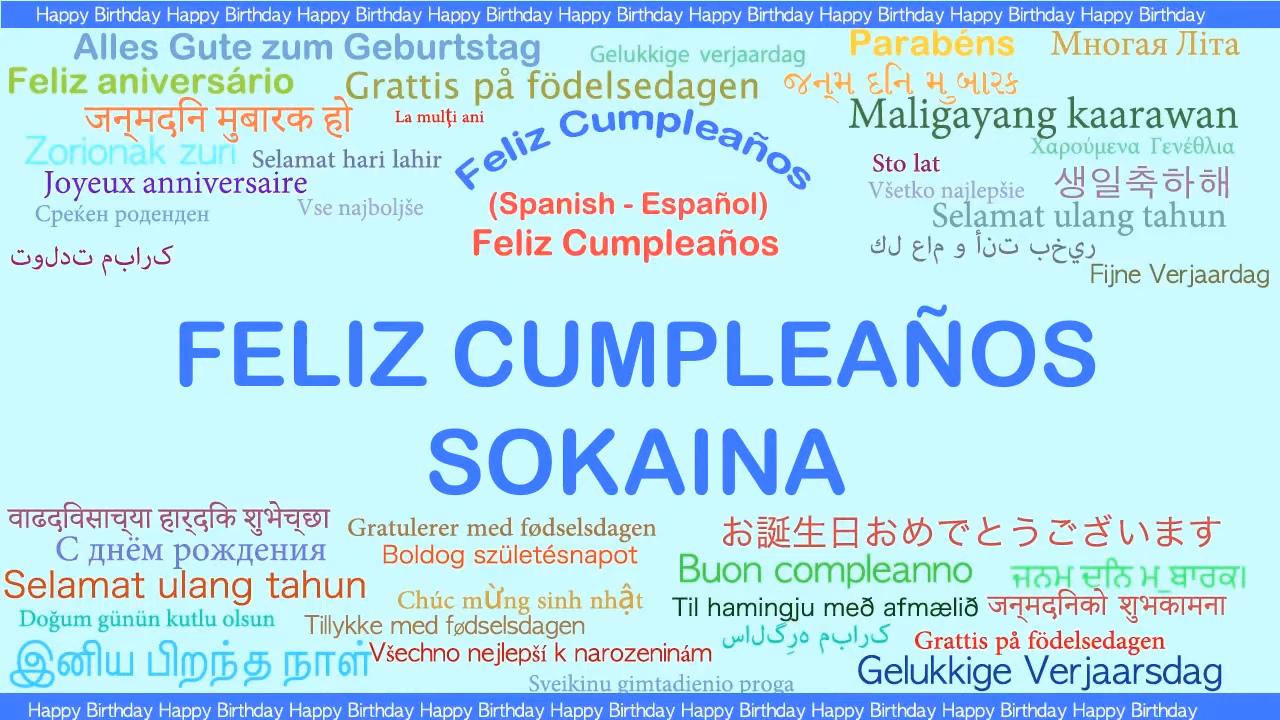 Happy Birthday Happy Birthday Happy Birthday Happy Birthday Happy Birthday Happy Birthday Happy Birthday Happy Birthday Happy Birthday
Alles Gute zum Geburtstag
Gelukkige verjaardag
Parabéns
Многая Літа
Feliz aniversário
Grattis på födelsedagen
જન્મ દિન મુબારક
जन्मदिन मुबारक हो
La mulţi ani
Feliz Cumpleaños
Maligayang kaarawan
Zorionak zuri
Selamat hari lahir
Χαρούμενα Γενέθλια
Sto lat
Joyeux anniversaire
Všetko najlepšie
생일축하해
(Spanish - Español)
Среќен роденден
Vse najboljše
Selamat ulang tahun
Feliz Cumpleaños
كل عام و أنت بخير
تولدت مبارک
Fijne Verjaardag
FELIZ CUMPLEAÑOS
SOKAINA
वाढदिवसाच्या हार्दिक शुभेच्छा
Gratulerer med fødselsdagen
お誕生日おめでとうございます
С днём рождения
Boldog születésnapot
Buon compleanno
ਜਨਮ ਦਿਨ ਮੁਬਾਰਕ।
Selamat ulang tahun
Chúc mừng sinh nhật
Til hamingju með afmælið
जन्मदिनको शुभकामना
Doğum günün kutlu olsun
Tillykke med fødselsdagen
سالگرِہ مبارک
Grattis på födelsedagen
இனிய பிறந்த நாள்
Všechno nejlepší k narozeninám
Gelukkige Verjaarsdag
Sveikinu gimtadienio proga
Happy Birthday Happy Birthday Happy Birthday Happy Birthday Happy Birthday Happy Birthday Happy Birthday Happy Birthday Happy Birthday